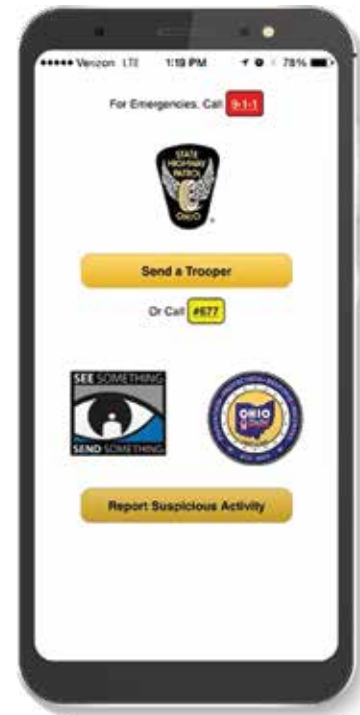 Verizon LTE 1:19 PM 78%
For Emergencies, Call 9-1-1
STATE
HIGHWAY
PATROL
OHIO
Send a Trooper
Or Call #677
SEE SOMETHING
SEND SOMETHING
OHIO
Report Suspicious Activity